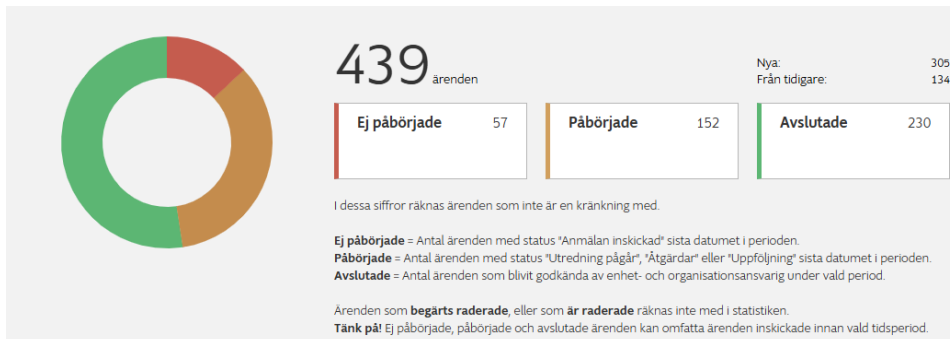 439 ärenden
Nya: 305
Från tidigare: 134
Ej påbörjade 57
Påbörjade 152
Avslutade 230
I dessa siffror räknas ärenden som inte är en kränkning med.
Ej påbörjade = Antal ärenden med status "Anmälan inskickad" sista datumet i perioden.
Påbörjade = Antal ärenden med status "Utredning pågår", "Åtgärdar" eller "Uppföljning" sista datumet i perioden.
Avslutade = Antal ärenden som blivit godkända av enhet- och organisationsansvarig under vald period.
Ärenden som begärts raderade, eller som är raderade räknas inte med i statistiken.
Tänk på! Ej påbörjade, påbörjade och avslutade ärenden kan omfatta ärenden inskickade innan vald tidsperiod.